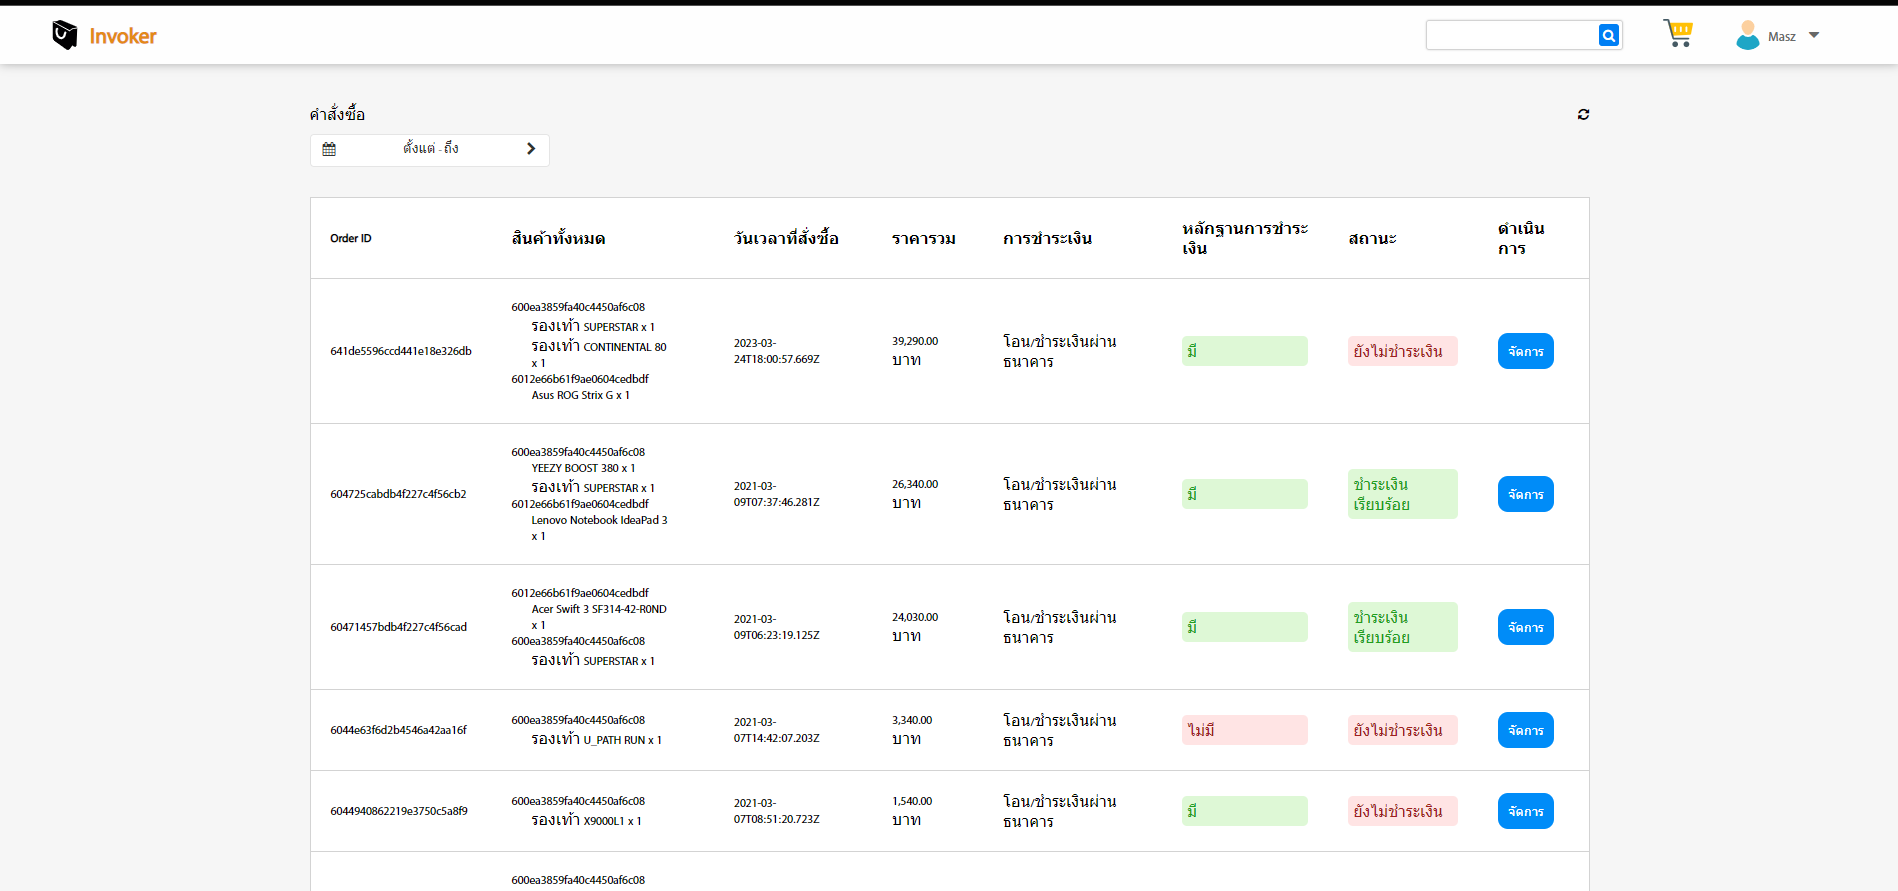 Invoker
Masz
คำสั่งซื้อ
ตั้งแต่ - ถึง
Order ID
สินค้าทั้งหมด
วันเวลาที่สั่งซื้อ
ราคารวม
การชำระเงิน
หลักฐานการชำระ
เงิน
สถานะ
ดำเนิน
การ
641de5596ccd441e18e326db
600ea3859fa40c4450af6c08
รองเท้า SUPERSTAR x 1
รองเท้า CONTINENTAL 80
x 1
6012e66b61f9ae0604cedbdf
Asus ROG Strix G x 1
2023-03-
24T18:00:57.669Z
39,290.00
บาท
โอน/ชำระเงินผ่าน
ธนาคาร
มี
ยังไม่ชำระเงิน
จัดการ
604725cabdb4f227c4f56cb2
600ea3859fa40c4450af6c08
YEEZY BOOST 380 x 1
รองเท้า SUPERSTAR x 1
6012e66b61f9ae0604cedbdf
Lenovo Notebook IdeaPad 3
x 1
2021-03-
09T07:37:46.281Z
26,340.00
บาท
โอน/ชำระเงินผ่าน
ธนาคาร
มี
ชำระเงิน
เรียบร้อย
จัดการ
60471457bdb4f227c4f56cad
6012e66b61f9ae0604cedbdf
Acer Swift 3 SF314-42-R0ND
x 1
600ea3859fa40c4450af6c08
รองเท้า SUPERSTAR x 1
2021-03-
09T06:23:19.125Z
24,030.00
บาท
โอน/ชำระเงินผ่าน
ธนาคาร
มี
ชำระเงิน
เรียบร้อย
จัดการ
6044e63f6d2b4546a42aa16f
600ea3859fa40c4450af6c08
รองเท้า U_PATH RUN x 1
2021-03-
07T14:42:07.203Z
3,340.00
บาท
โอน/ชำระเงินผ่าน
ธนาคาร
ไม่มี
ยังไม่ชำระเงิน
จัดการ
6044940862219e3750c5a8f9
600ea3859fa40c4450af6c08
รองเท้า X9000L1 x 1
2021-03-
07T08:51:20.723Z
1,540.00
บาท
โอน/ชำระเงินผ่าน
ธนาคาร
มี
ยังไม่ชำระเงิน
จัดการ
600ea3859fa40c4450af6c08